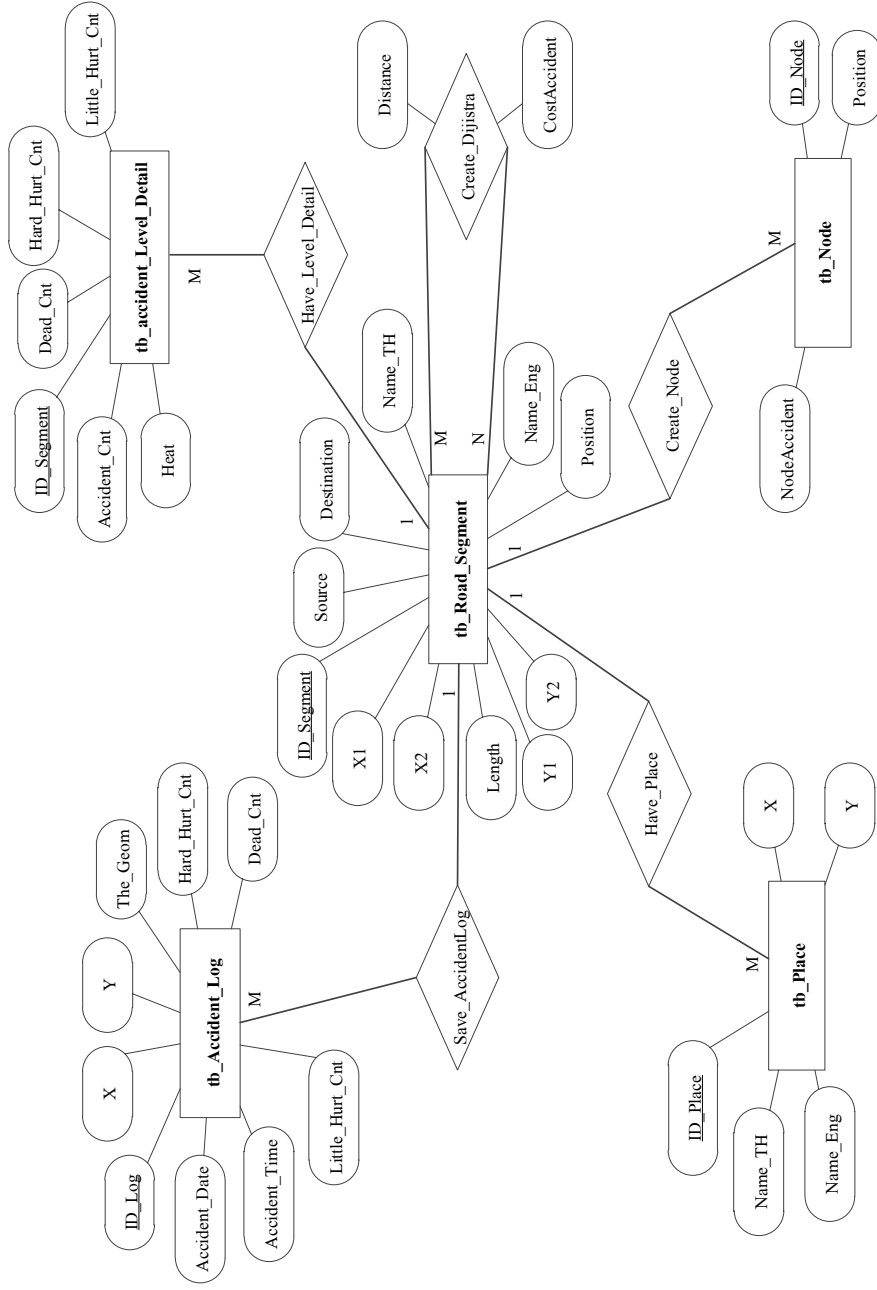 ID_Log
X
Y
The_Geom
Hard_Hurt_Cnt
Dead_Cnt
Accident_Date
Accident_Time
Little_Hurt_Cnt
tb_Accident_Log
M
Save_AccidentLog
1
ID_Segment
Accident_Cnt
Heat
Dead_Cnt
Hard_Hurt_Cnt
Little_Hurt_Cnt
tb_accident_Level_Detail
M
Have_Level_Detail
1
ID_Segment
Source
Destination
Name_TH
X1
X2
Length
Y1
Y2
Name_Eng
Position
tb_Road_Segment
M
N
Create_Dijistra
Distance
CostAccident
1
Have_Place
M
ID_Place
Name_TH
Name_Eng
X
Y
tb_Place
1
Create_Node
M
NodeAccident
ID_Node
Position
tb_Node